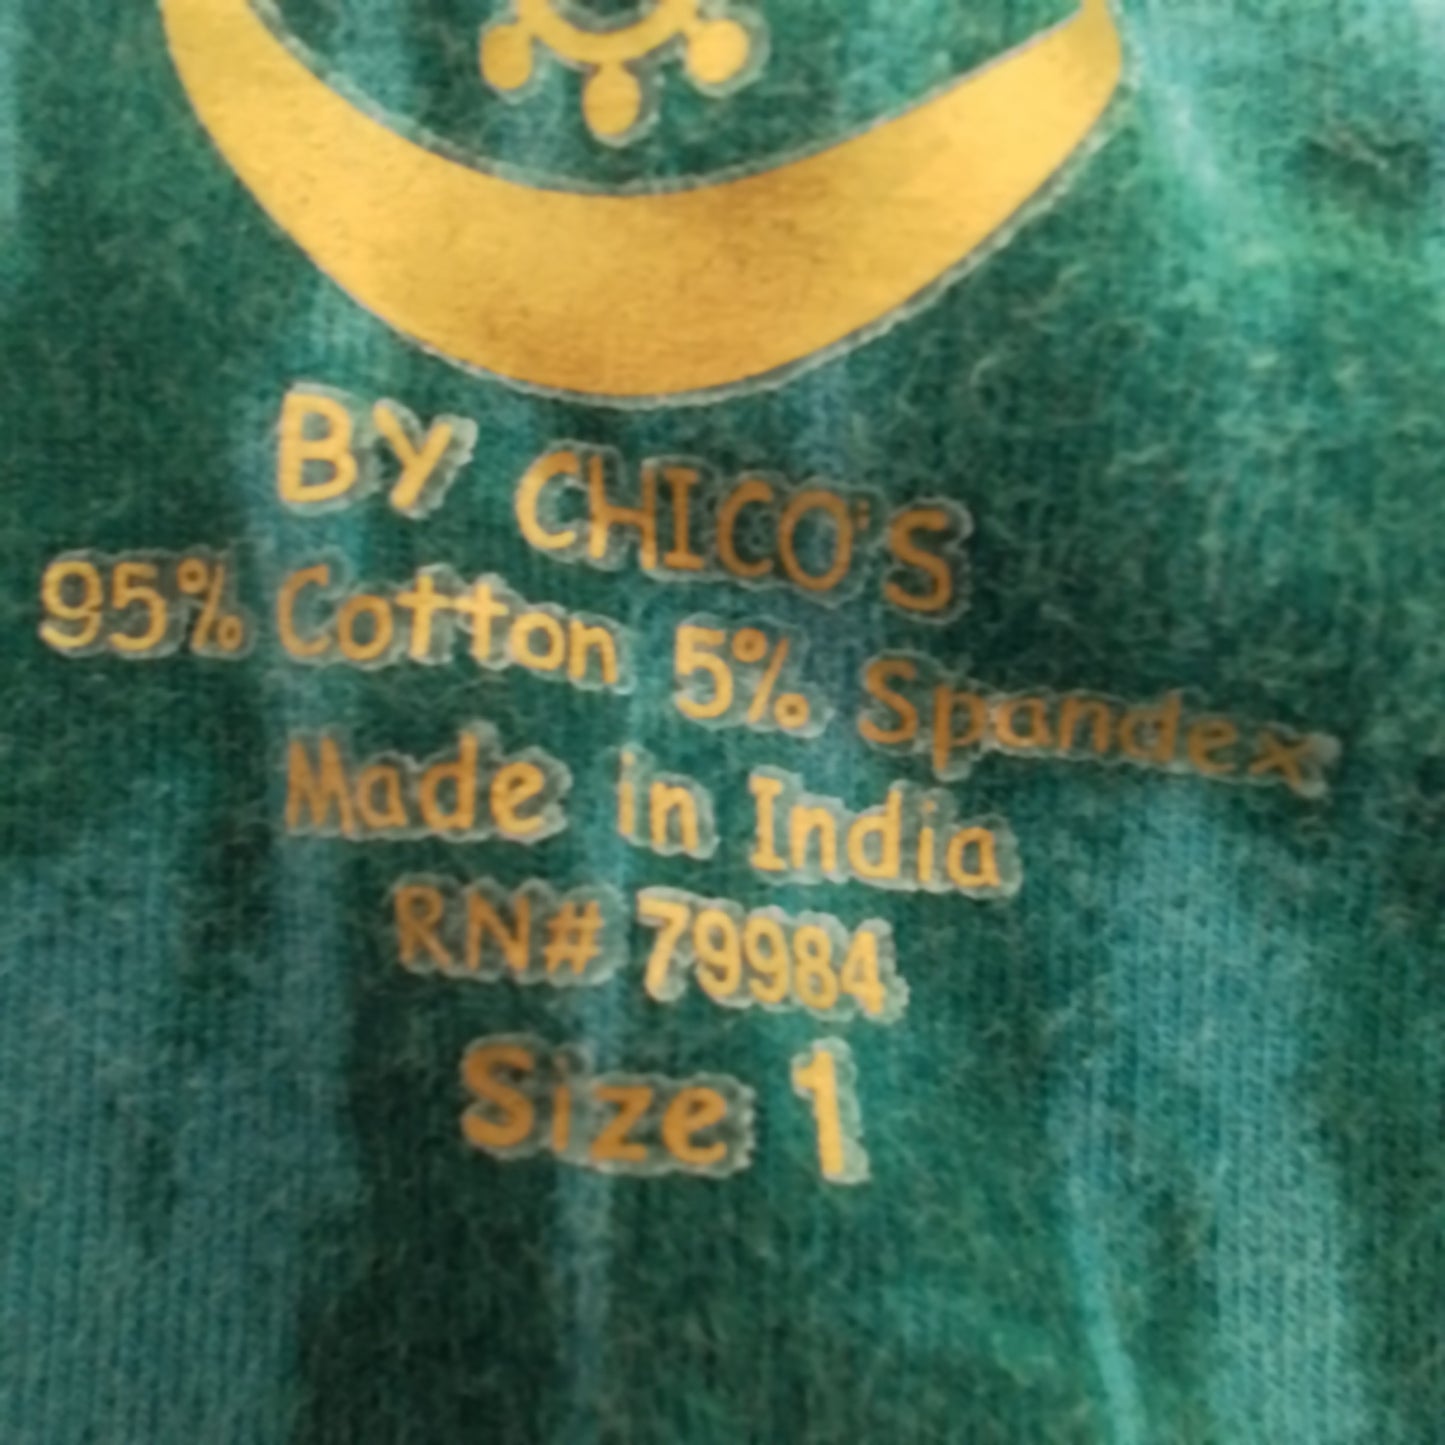 BY CHICO'S
95% Cotton 5% Spandex
Made in India
RN# 79984
Size 1